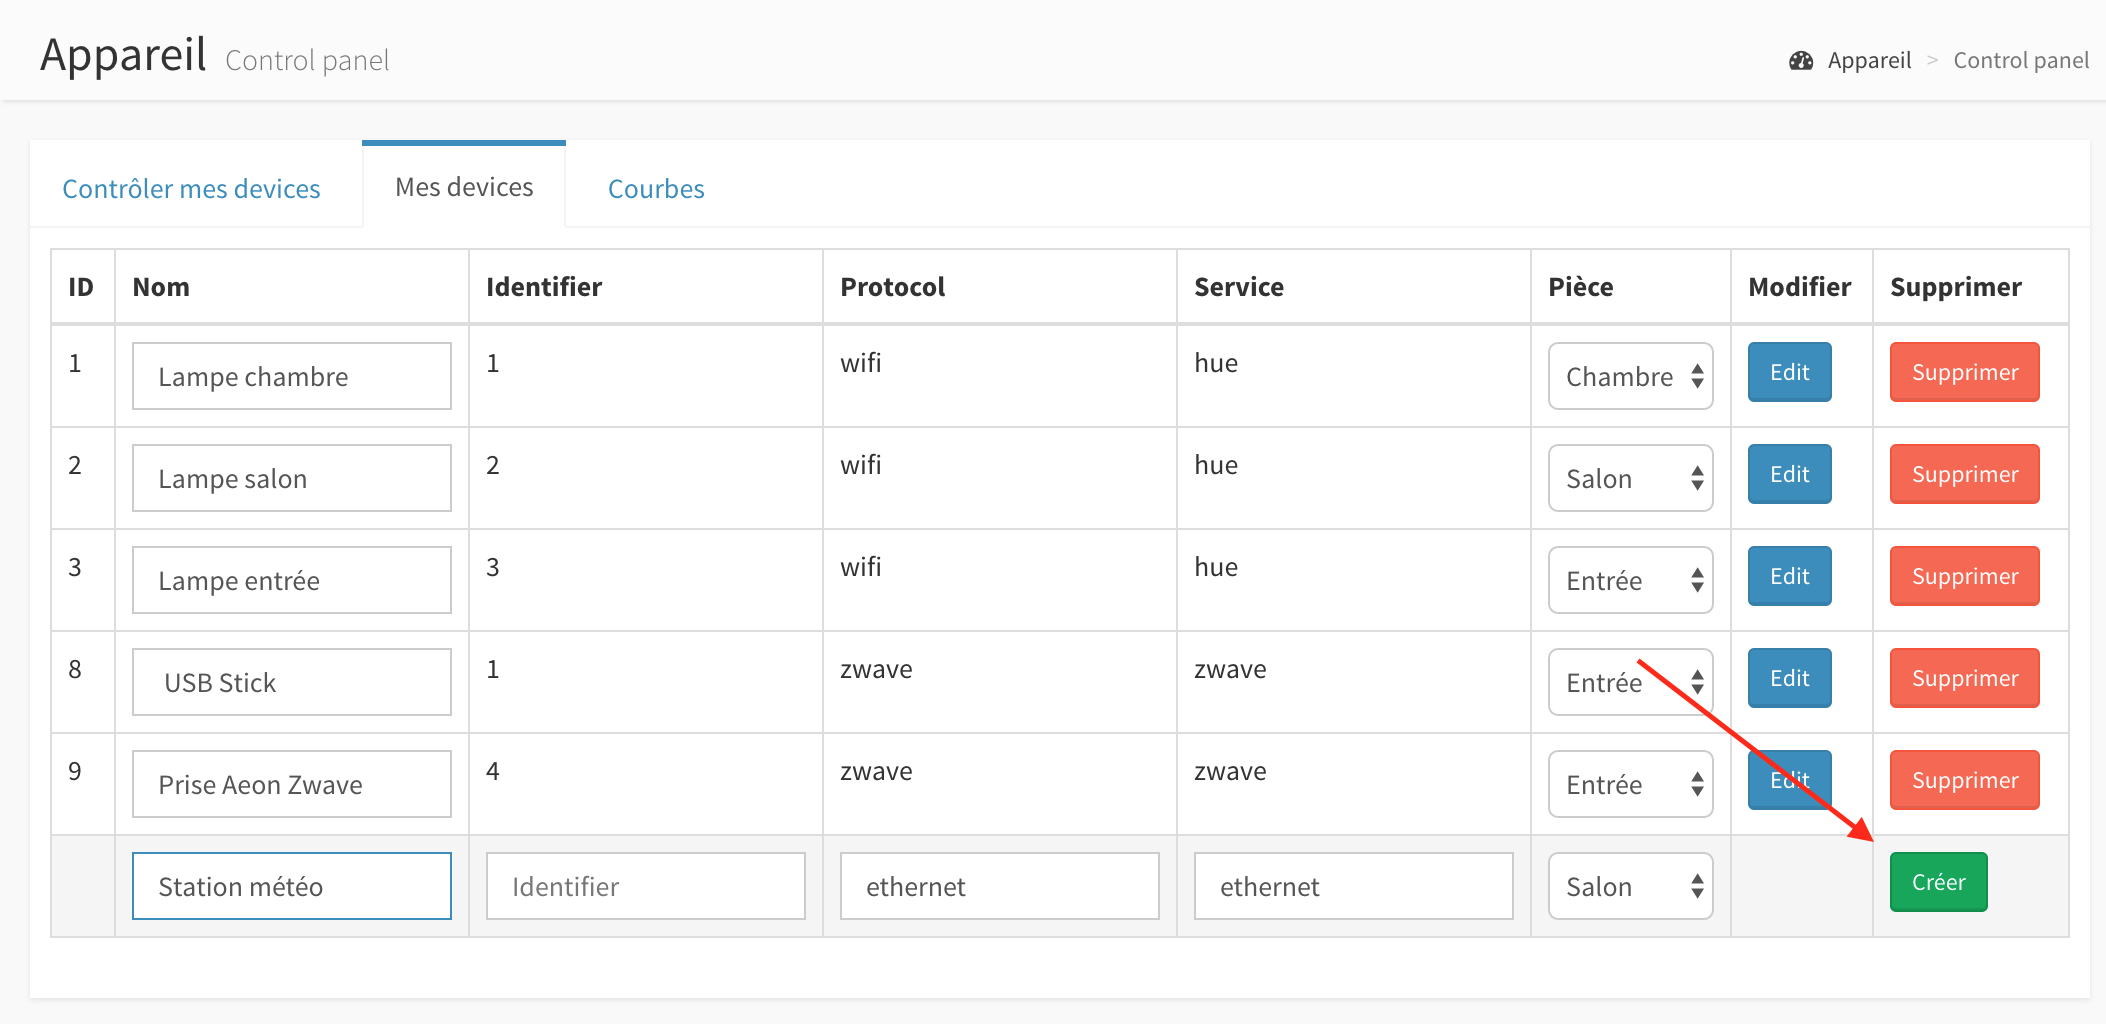 Appareil Control panel
Appareil > Control panel
Contrôler mes devices Mes devices Courbes
ID Nom Identifier Protocol Service Pièce Modifier Supprimer
1 Lampe chambre 1 wifi hue Chambre Edit Supprimer
2 Lampe salon 2 wifi hue Salon Edit Supprimer
3 Lampe entrée 3 wifi hue Entrée Edit Supprimer
8 USB Stick 1 zwave zwave Entrée Edit Supprimer
9 Prise Aeon Zwave 4 zwave zwave Entrée Edit Supprimer
Station météo Identifier ethernet ethernet Salon Créer